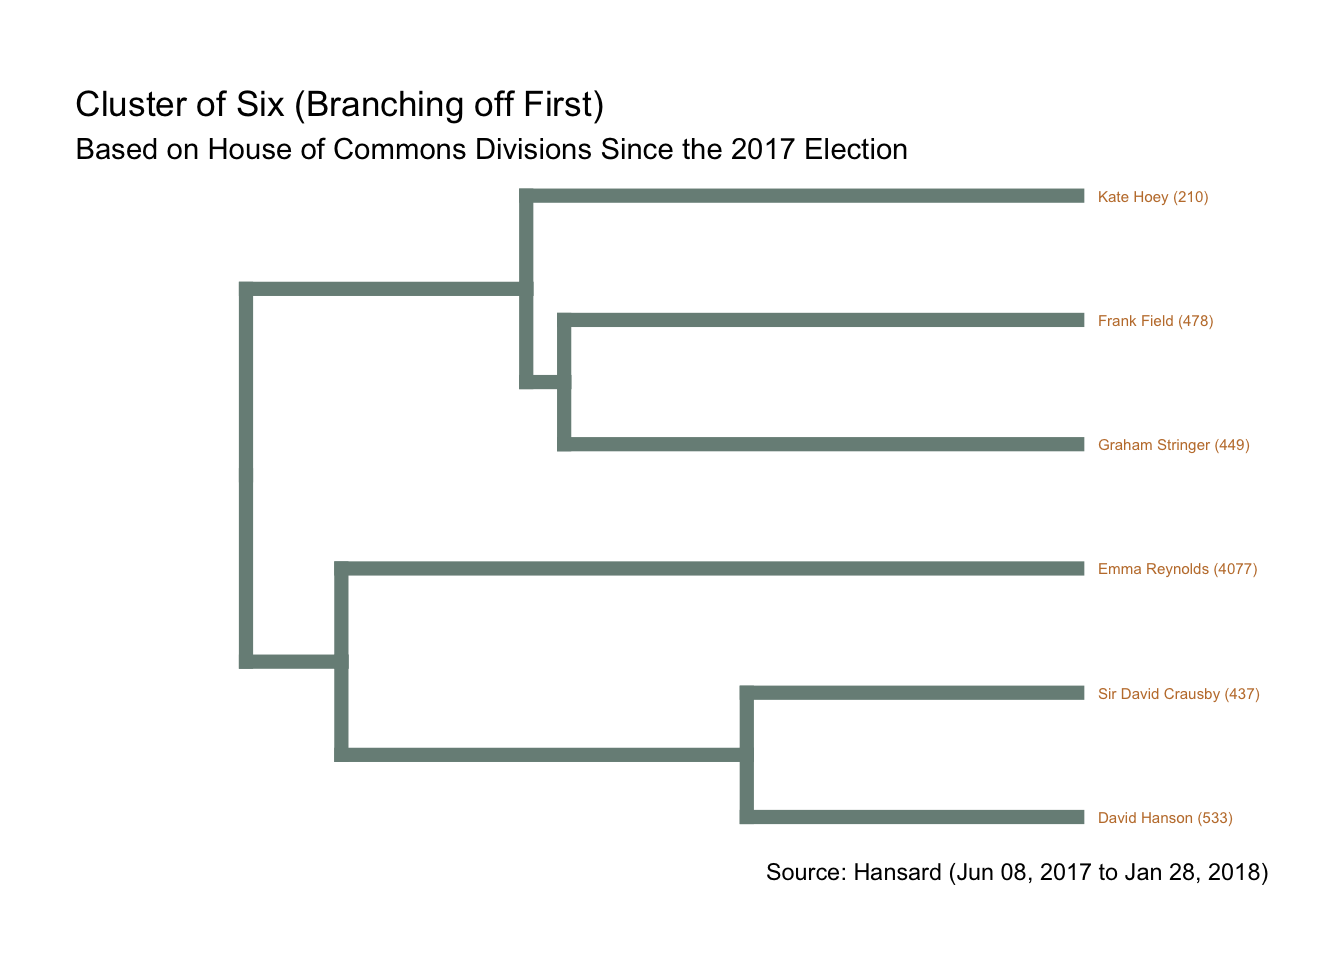 Cluster of Six (Branching off First)
Based on House of Commons Divisions Since the 2017 Election
Kate Hoey (210)
Frank Field (478)
Graham Stringer (449)
Emma Reynolds (4077)
Sir David Crausby (437)
David Hanson (533)
Source: Hansard (Jun 08, 2017 to Jan 28, 2018)